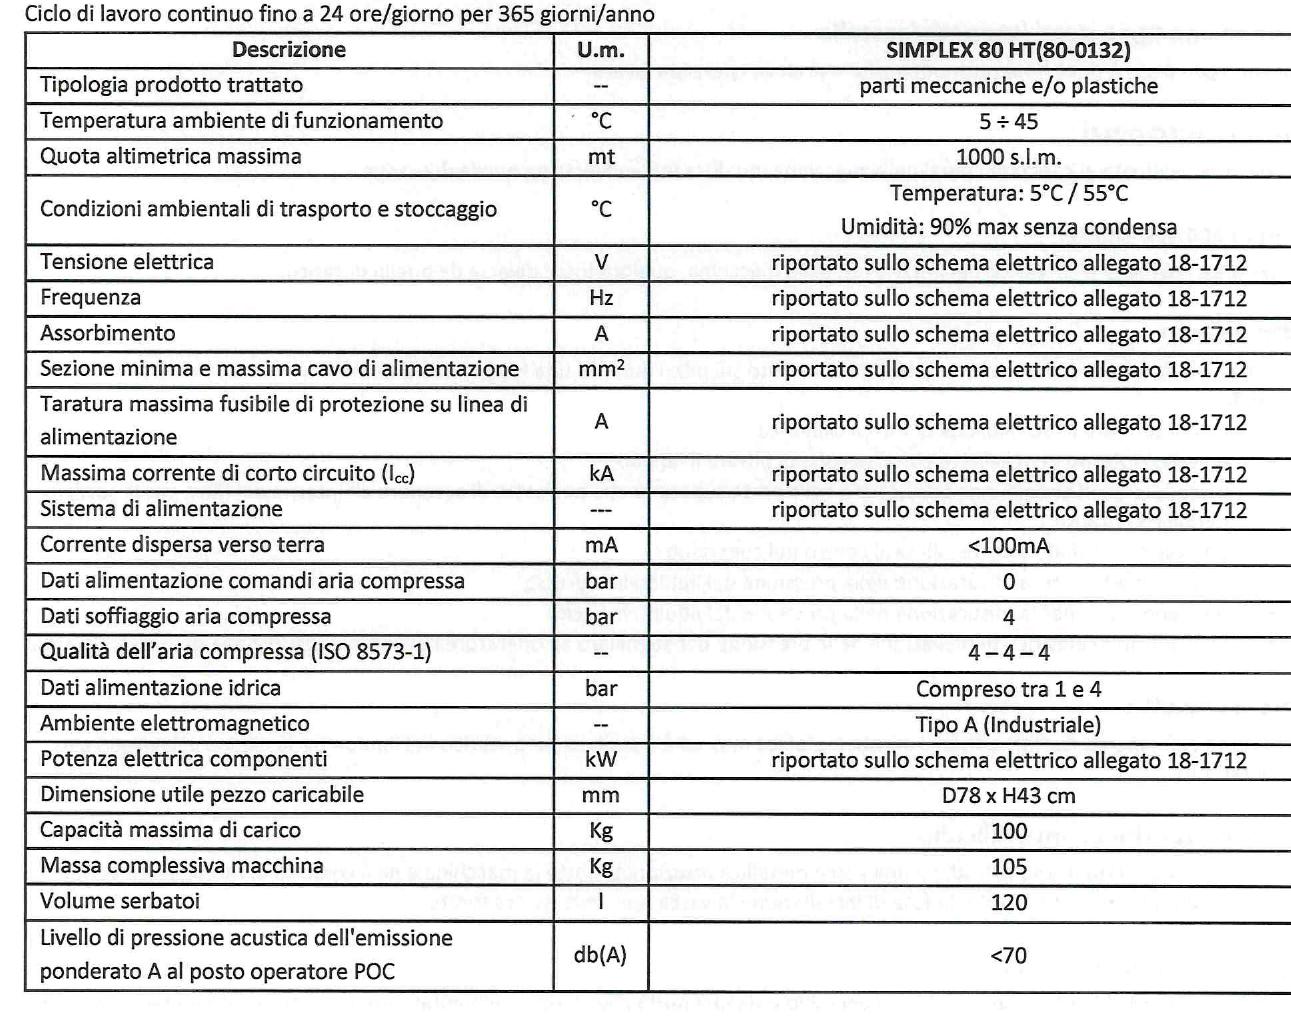 Ciclo di lavoro continuo fino a 24 ore/giorno per 365 giorni/anno
Descrizione U.m. SIMPLEX 80 HT(80-0132)
Tipologia prodotto trattato -- parti meccaniche e/o plastiche
Temperatura ambiente di funzionamento °C 5 ÷ 45
Quota altimetrica massima mt 1000 s.l.m.
Condizioni ambientali di trasporto e stoccaggio °C Temperatura: 5°C / 55°C
Umidità: 90% max senza condensa
Tensione elettrica V riportato sullo schema elettrico allegato 18-1712
Frequenza Hz riportato sullo schema elettrico allegato 18-1712
Assorbimento A riportato sullo schema elettrico allegato 18-1712
Sezione minima e massima cavo di alimentazione mm² riportato sullo schema elettrico allegato 18-1712
Taratura massima fusibile di protezione su linea di
alimentazione A riportato sullo schema elettrico allegato 18-1712
Massima corrente di corto circuito (Icc) kA riportato sullo schema elettrico allegato 18-1712
Sistema di alimentazione --- riportato sullo schema elettrico allegato 18-1712
Corrente dispersa verso terra mA <100mA
Dati alimentazione comandi aria compressa bar 0
Dati soffiaggio aria compressa bar 4
Qualità dell'aria compressa (ISO 8573-1) -- 4 – 4 – 4
Dati alimentazione idrica bar Compreso tra 1 e 4
Ambiente elettromagnetico -- Tipo A (Industriale)
Potenza elettrica componenti kW riportato sullo schema elettrico allegato 18-1712
Dimensione utile pezzo caricabile mm D78 x H43 cm
Capacità massima di carico Kg 100
Massa complessiva macchina Kg 105
Volume serbatoi l 120
Livello di pressione acustica dell'emissione
ponderato A al posto operatore POC db(A) <70